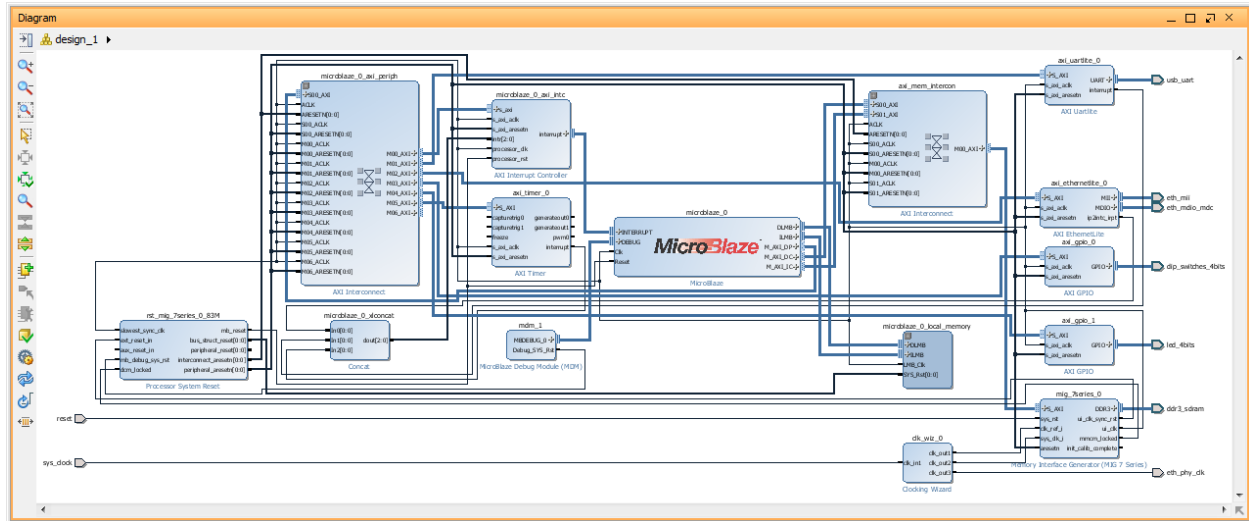 Diagram
design_1
microblaze_0_axi_periph
S00_AXI
ACLK
ARESETN[0:0]
S00_ACLK
S00_ARESETN[0:0]
M00_ACLK
M00_ARESETN[0:0]
M01_ACLK
M01_ARESETN[0:0]
M02_ACLK
M02_ARESETN[0:0]
M03_ACLK
M03_ARESETN[0:0]
M04_ACLK
M04_ARESETN[0:0]
M05_ACLK
M05_ARESETN[0:0]
M06_ACLK
M06_ARESETN[0:0]
M00_AXI
M01_AXI
M02_AXI
M03_AXI
M04_AXI
M05_AXI
M06_AXI
AXI Interconnect
microblaze_0_axi_intc
s_axi
s_axi_aclk
s_axi_aresetn
intr[2:0]
processor_clk
processor_rst
interrupt
AXI Interrupt Controller
axi_timer_0
S_AXI
capturetrig0
capturetrig1
freeze
s_axi_aclk
s_axi_aresetn
generateout0
generateout1
pwm0
interrupt
AXI Timer
microblaze_0
INTERRUPT
DEBUG
Clk
Reset
MicroBlaze
DLMB
ILMB
M_AXI_DP
M_AXI_DC
M_AXI_IC
MicroBlaze
axi_mem_intercon
S00_AXI
S01_AXI
ACLK
ARESETN[0:0]
S00_ACLK
S00_ARESETN[0:0]
M00_ACLK
M00_ARESETN[0:0]
S01_ACLK
S01_ARESETN[0:0]
M00_AXI
AXI Interconnect
axi_uartlite_0
S_AXI
s_axi_aclk
s_axi_aresetn
UART
interrupt
AXI Uartlite
usb_uart
axi_ethernetlite_0
S_AXI
s_axi_aclk
s_axi_aresetn
MII
MDIO
ip2intc_irpt
AXI EthernetLite
eth_mii
eth_mdio_mdc
axi_gpio_0
S_AXI
s_axi_aclk
s_axi_aresetn
GPIO
AXI GPIO
dip_switches_4bits
axi_gpio_1
S_AXI
s_axi_aclk
s_axi_aresetn
GPIO
AXI GPIO
led_4bits
rst_mig_7series_0_83M
slowest_sync_clk
ext_reset_in
aux_reset_in
mb_debug_sys_rst
dcm_locked
mb_reset
bus_struct_reset[0:0]
peripheral_reset[0:0]
interconnect_aresetn[0:0]
peripheral_aresetn[0:0]
Processor System Reset
microblaze_0_xlconcat
In0[0:0]
In1[0:0]
In2[0:0]
dout[2:0]
Concat
mdm_1
MBDEBUG_0
Debug_SYS_Rst
MicroBlaze Debug Module (MDM)
microblaze_0_local_memory
DLMB
ILMB
LMB_Clk
SYS_Rst[0:0]
mig_7series_0
S_AXI
sys_rst
clk_ref_i
sys_clk_i
aresetn
DDR3
ui_clk_sync_rst
ui_clk
mmcm_locked
init_calib_complete
Memory Interface Generator (MIG 7 Series)
ddr3_sdram
reset
sys_clock
clk_wiz_0
clk_in1
clk_out1
clk_out2
clk_out3
Clocking Wizard
eth_phy_clk